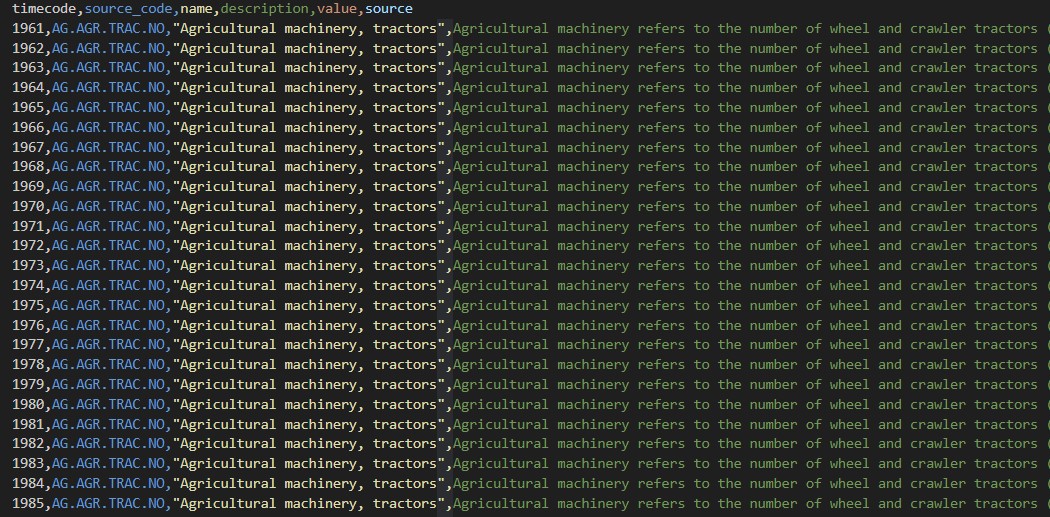 timecode,source_code,name,description,value,source
1961,AG.AGR.TRAC.NO,"Agricultural machinery, tractors",Agricultural machinery refers to the number of wheel and crawler tractors (
1962,AG.AGR.TRAC.NO,"Agricultural machinery, tractors",Agricultural machinery refers to the number of wheel and crawler tractors (
1963,AG.AGR.TRAC.NO,"Agricultural machinery, tractors",Agricultural machinery refers to the number of wheel and crawler tractors (
1964,AG.AGR.TRAC.NO,"Agricultural machinery, tractors",Agricultural machinery refers to the number of wheel and crawler tractors (
1965,AG.AGR.TRAC.NO,"Agricultural machinery, tractors",Agricultural machinery refers to the number of wheel and crawler tractors (
1966,AG.AGR.TRAC.NO,"Agricultural machinery, tractors",Agricultural machinery refers to the number of wheel and crawler tractors (
1967,AG.AGR.TRAC.NO,"Agricultural machinery, tractors",Agricultural machinery refers to the number of wheel and crawler tractors (
1968,AG.AGR.TRAC.NO,"Agricultural machinery, tractors",Agricultural machinery refers to the number of wheel and crawler tractors (
1969,AG.AGR.TRAC.NO,"Agricultural machinery, tractors",Agricultural machinery refers to the number of wheel and crawler tractors (
1970,AG.AGR.TRAC.NO,"Agricultural machinery, tractors",Agricultural machinery refers to the number of wheel and crawler tractors (
1971,AG.AGR.TRAC.NO,"Agricultural machinery, tractors",Agricultural machinery refers to the number of wheel and crawler tractors (
1972,AG.AGR.TRAC.NO,"Agricultural machinery, tractors",Agricultural machinery refers to the number of wheel and crawler tractors (
1973,AG.AGR.TRAC.NO,"Agricultural machinery, tractors",Agricultural machinery refers to the number of wheel and crawler tractors (
1974,AG.AGR.TRAC.NO,"Agricultural machinery, tractors",Agricultural machinery refers to the number of wheel and crawler tractors (
1975,AG.AGR.TRAC.NO,"Agricultural machinery, tractors",Agricultural machinery refers to the number of wheel and crawler tractors (
1976,AG.AGR.TRAC.NO,"Agricultural machinery, tractors",Agricultural machinery refers to the number of wheel and crawler tractors (
1977,AG.AGR.TRAC.NO,"Agricultural machinery, tractors",Agricultural machinery refers to the number of wheel and crawler tractors (
1978,AG.AGR.TRAC.NO,"Agricultural machinery, tractors",Agricultural machinery refers to the number of wheel and crawler tractors (
1979,AG.AGR.TRAC.NO,"Agricultural machinery, tractors",Agricultural machinery refers to the number of wheel and crawler tractors (
1980,AG.AGR.TRAC.NO,"Agricultural machinery, tractors",Agricultural machinery refers to the number of wheel and crawler tractors (
1981,AG.AGR.TRAC.NO,"Agricultural machinery, tractors",Agricultural machinery refers to the number of wheel and crawler tractors (
1982,AG.AGR.TRAC.NO,"Agricultural machinery, tractors",Agricultural machinery refers to the number of wheel and crawler tractors (
1983,AG.AGR.TRAC.NO,"Agricultural machinery, tractors",Agricultural machinery refers to the number of wheel and crawler tractors (
1984,AG.AGR.TRAC.NO,"Agricultural machinery, tractors",Agricultural machinery refers to the number of wheel and crawler tractors (
1985,AG.AGR.TRAC.NO,"Agricultural machinery, tractors",Agricultural machinery refers to the number of wheel and crawler tractors (